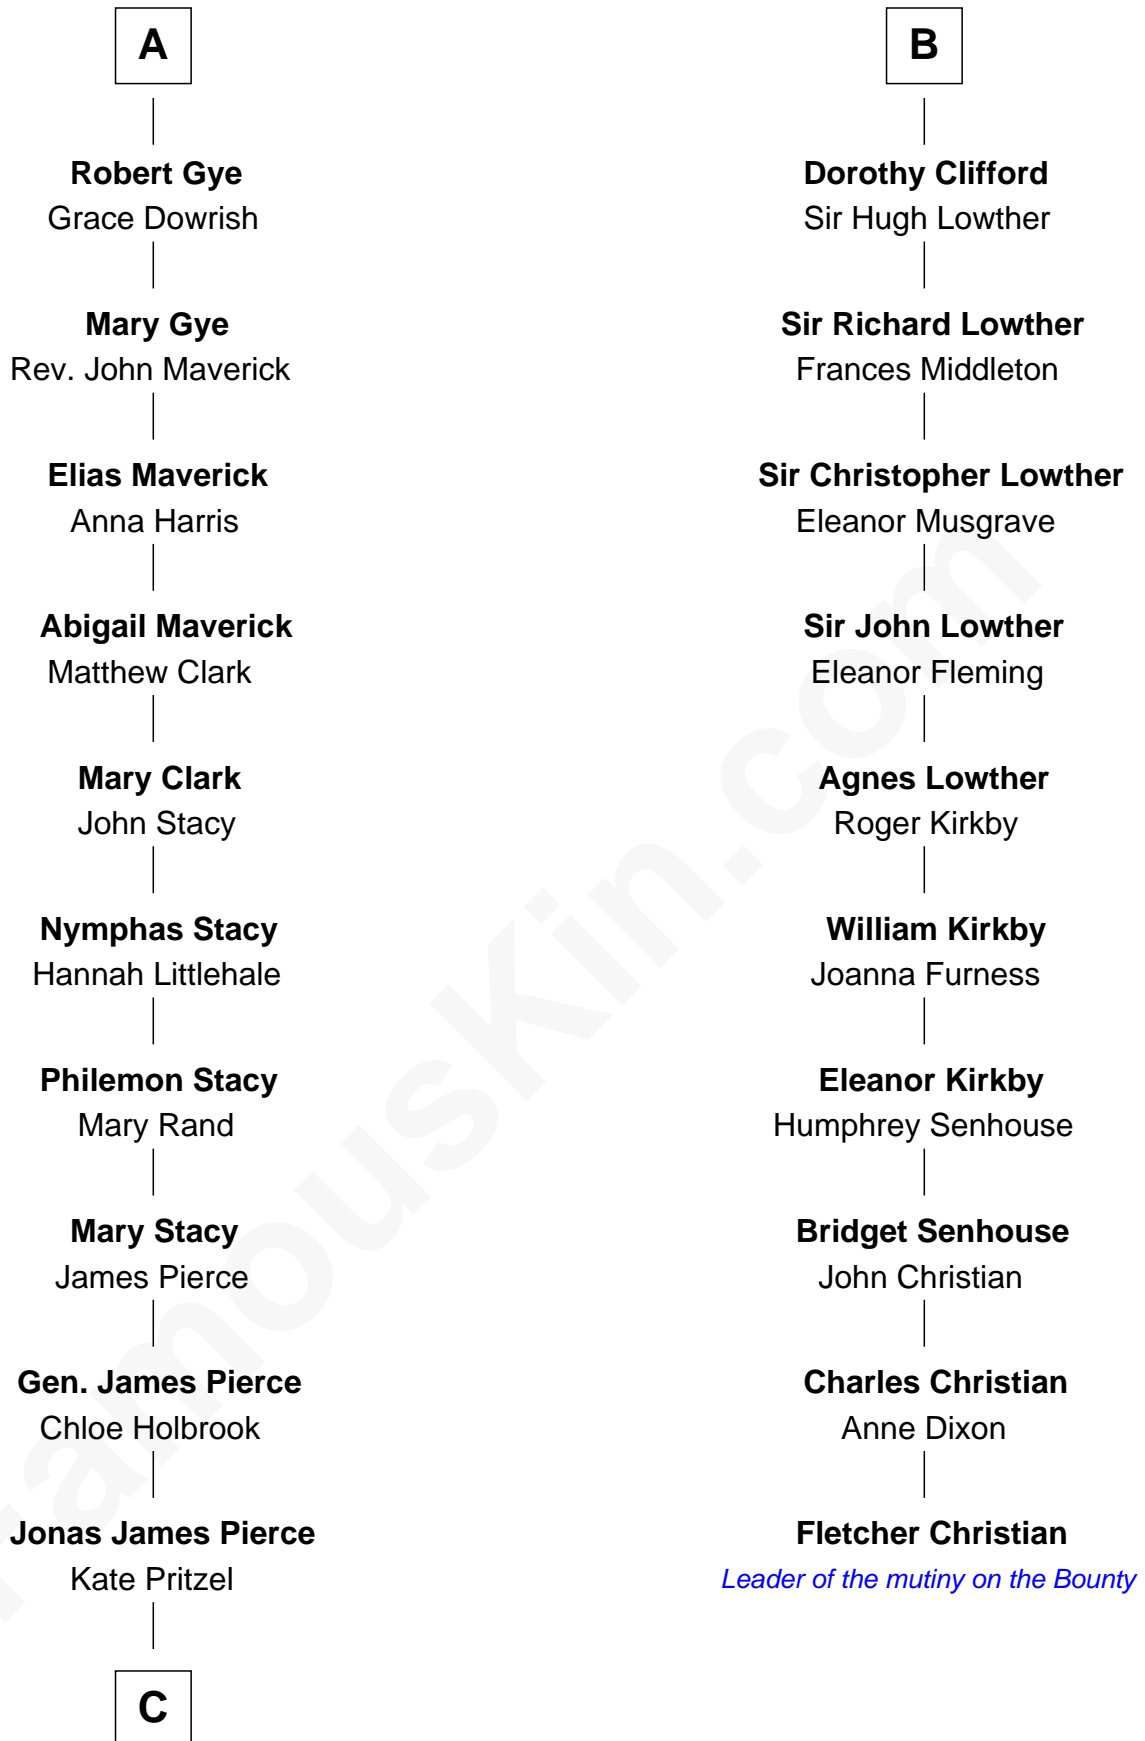 A
Robert Gye
Grace Dowrish
Mary Gye
Rev. John Maverick
Elias Maverick
Anna Harris
Abigail Maverick
Matthew Clark
Mary Clark
John Stacy
Nymphas Stacy
Hannah Littlehale
Philemon Stacy
Mary Rand
Mary Stacy
James Pierce
Gen. James Pierce
Chloe Holbrook
Jonas James Pierce
Kate Pritzel
C
B
Dorothy Clifford
Sir Hugh Lowther
Sir Richard Lowther
Frances Middleton
Sir Christopher Lowther
Eleanor Musgrave
Sir John Lowther
Eleanor Fleming
Agnes Lowther
Roger Kirkby
William Kirkby
Joanna Furness
Eleanor Kirkby
Humphrey Senhouse
Bridget Senhouse
John Christian
Charles Christian
Anne Dixon
Fletcher Christian
Leader of the mutiny on the Bounty
FamousKin.com